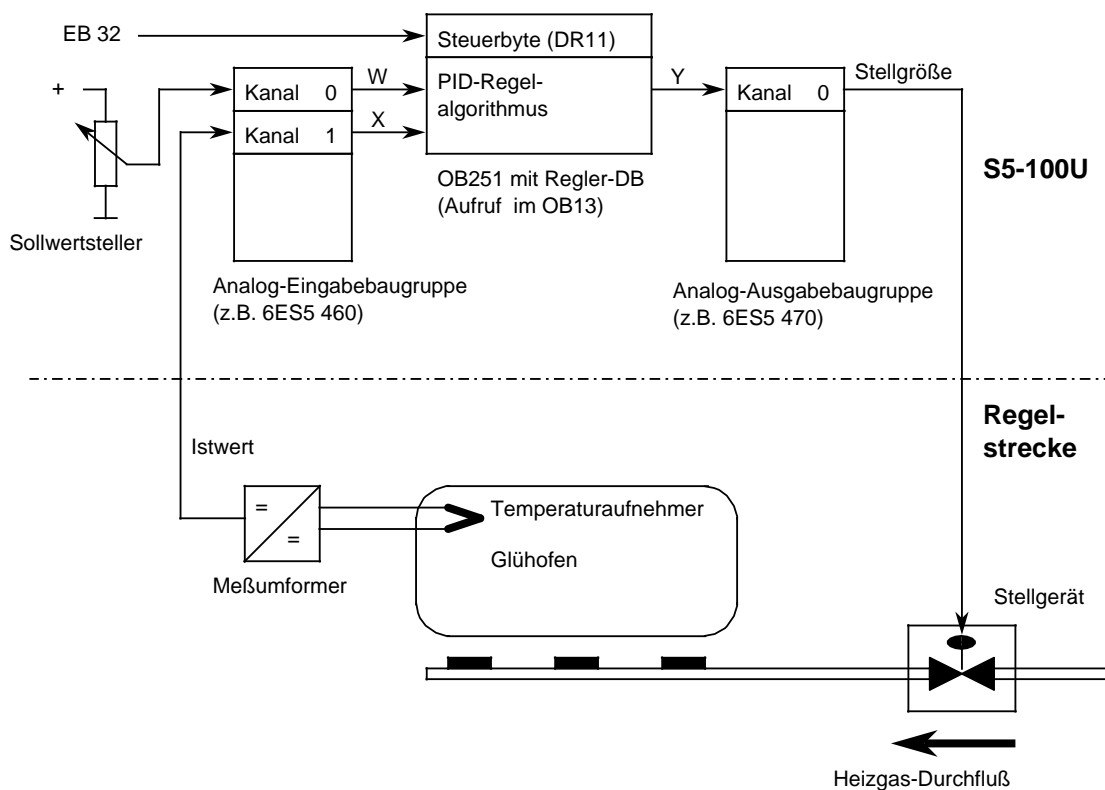 EB 32
Steuerbyte (DR11)
+
Kanal 0
W
PID-Regel-
algorithmus
Y
Kanal 0
Stellgröße
Kanal 1
X
S5-100U
OB251 mit Regler-DB
(Aufruf im OB13)
Sollwertsteller
Analog-Eingabebaugruppe
(z.B. 6ES5 460)
Analog-Ausgabebaugruppe
(z.B. 6ES5 470)
Regel-
strecke
Istwert
=
=
Temperaturaufnehmer
Glühofen
Meßumformer
Stellgerät
Heizgas-Durchfluß